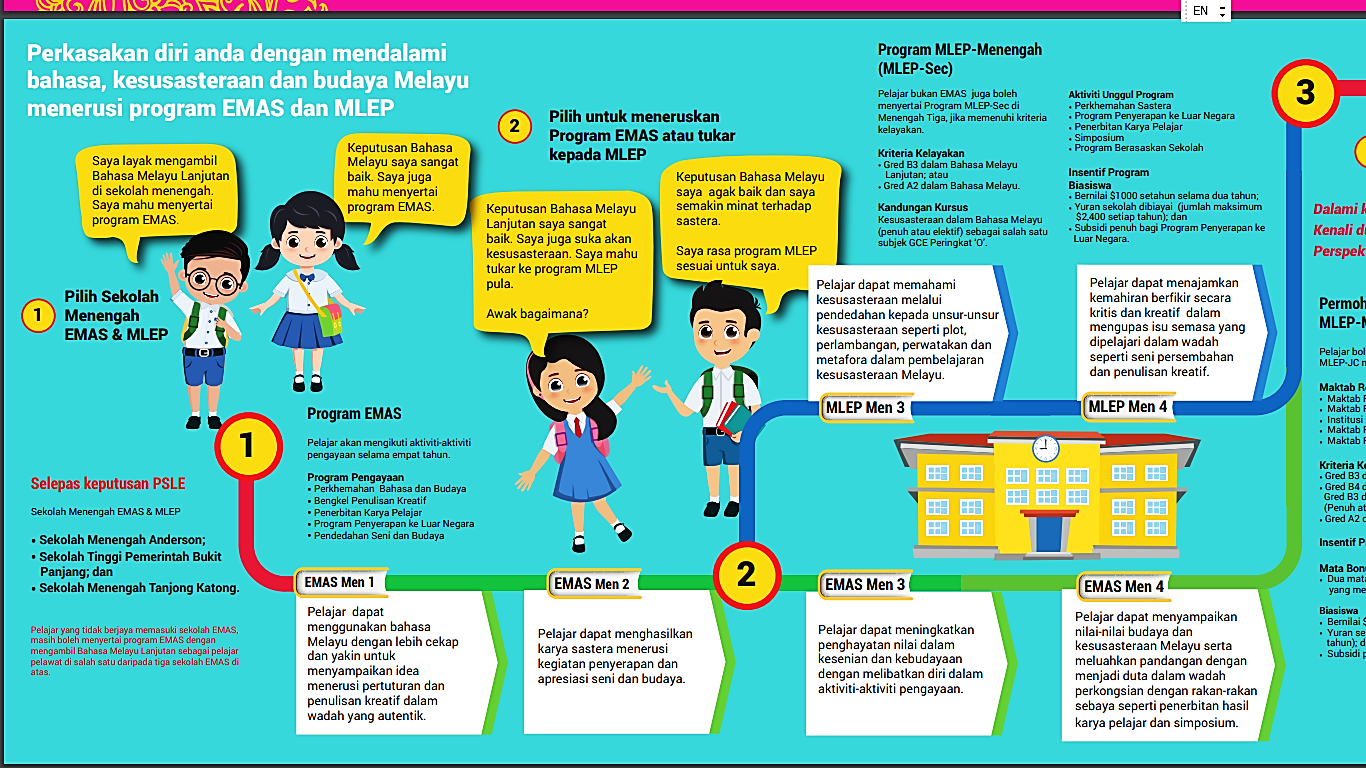 EN
Perkasakan diri anda dengan mendalami
bahasa, kesusasteraan dan budaya Melayu
menerusi program EMAS dan MLEP
Saya layak mengambil
Bahasa Melayu Lanjutan
di sekolah menengah.
Saya mahu menyertai
program EMAS.
Keputusan Bahasa
Melayu saya sangat
baik. Saya juga
mahu menyertai
program EMAS.
1
Pilih Sekolah
Menengah
EMAS & MLEP
2
Pilih untuk meneruskan
Program EMAS atau tukar
kepada MLEP
Keputusan Bahasa Melayu
Lanjutan saya sangat
baik. Saya juga suka akan
kesusasteraan. Saya mahu
tukar ke program MLEP
pula.
Awak bagaimana?
Keputusan Bahasa Melayu
saya agak baik dan saya
semakin minat terhadap
sastera.
Saya rasa program MLEP
sesuai untuk saya.
Program MLEP-Menengah
(MLEP-Sec)
Pelajar bukan EMAS juga boleh
menyertai Program MLEP-Sec di
Menengah Tiga, jika memenuhi kriteria
kelayakan.
Kriteria Kelayakan
• Gred B3 dalam Bahasa Melayu
Lanjutan; atau
• Gred A2 dalam Bahasa Melayu.
Kandungan Kursus
Kesusasteraan dalam Bahasa Melayu
(penuh atau elektif) sebagai salah satu
subjek GCE Peringkat ‘O’.
Aktiviti Unggul Program
• Perkhemahan Sastera
• Program Penyerapan ke Luar Negara
• Penerbitan Karya Pelajar
• Simposium
• Program Berasaskan Sekolah
Insentif Program
Biasiswa
• Bernilai $1000 setahun selama dua tahun;
• Yuran sekolah dibiayai (jumlah maksimum
$2,400 setiap tahun); dan
• Subsidi penuh bagi Program Penyerapan ke
Luar Negara.
3
Pelajar dapat memahami
kesusasteraan melalui
pendedahan kepada unsur-unsur
kesusasteraan seperti plot,
perlambangan, perwatakan dan
metafora dalam pembelajaran
kesusasteraan Melayu.
MLEP Men 3
Pelajar dapat menajamkan
kemahiran berfikir secara
kritis dan kreatif dalam
mengupas isu semasa yang
dipelajari dalam wadah
seperti seni persembahan
dan penulisan kreatif.
MLEP Men 4
1
Selepas keputusan PSLE
Sekolah Menengah EMAS & MLEP
• Sekolah Menengah Anderson;
• Sekolah Tinggi Pemerintah Bukit
Panjang; dan
• Sekolah Menengah Tanjong Katong.
Pelajar yang tidak berjaya memasuki sekolah EMAS,
masih boleh menyertai program EMAS dengan
mengambil Bahasa Melayu Lanjutan sebagai pelajar
pelawat di salah satu daripada tiga sekolah EMAS di
atas.
Program EMAS
Pelajar akan mengikuti aktiviti-aktiviti
pengayaan selama empat tahun.
Program Pengayaan
• Perkhemahan Bahasa dan Budaya
• Bengkel Penulisan Kreatif
• Penerbitan Karya Pelajar
• Program Penyerapan ke Luar Negara
• Pendedahan Seni dan Budaya
EMAS Men 1
Pelajar dapat
menggunakan bahasa
Melayu dengan lebih cekap
dan yakin untuk
menyampaikan idea
menerusi pertuturan dan
penulisan kreatif dalam
wadah yang autentik.
EMAS Men 2
Pelajar dapat menghasilkan
karya sastera menerusi
kegiatan penyerapan dan
apresiasi seni dan budaya.
2
EMAS Men 3
Pelajar dapat meningkatkan
penghayatan nilai dalam
kesenian dan kebudayaan
dengan melibatkan diri dalam
aktiviti-aktiviti pengayaan.
EMAS Men 4
Pelajar dapat menyampaikan
nilai-nilai budaya dan
kesusasteraan Melayu serta
meluahkan pandangan dengan
menjadi duta dalam wadah
perkongsian dengan rakan-rakan
sebaya seperti penerbitan hasil
karya pelajar dan simposium.
Dalami
Kenali
MLEP-
Pelajar
MLEP-JC
Maktab
• Maktab
• Maktab
• Institusi
• Maktab
• Maktab
Kriteria
• Gred B3
• Gred B4
Gred B3
(Penuh
• Gred A2
Insentif
Mata
• Dua
yang
Biasiswa
• Bernilai
• Yuran
tahun);
• Subsidi